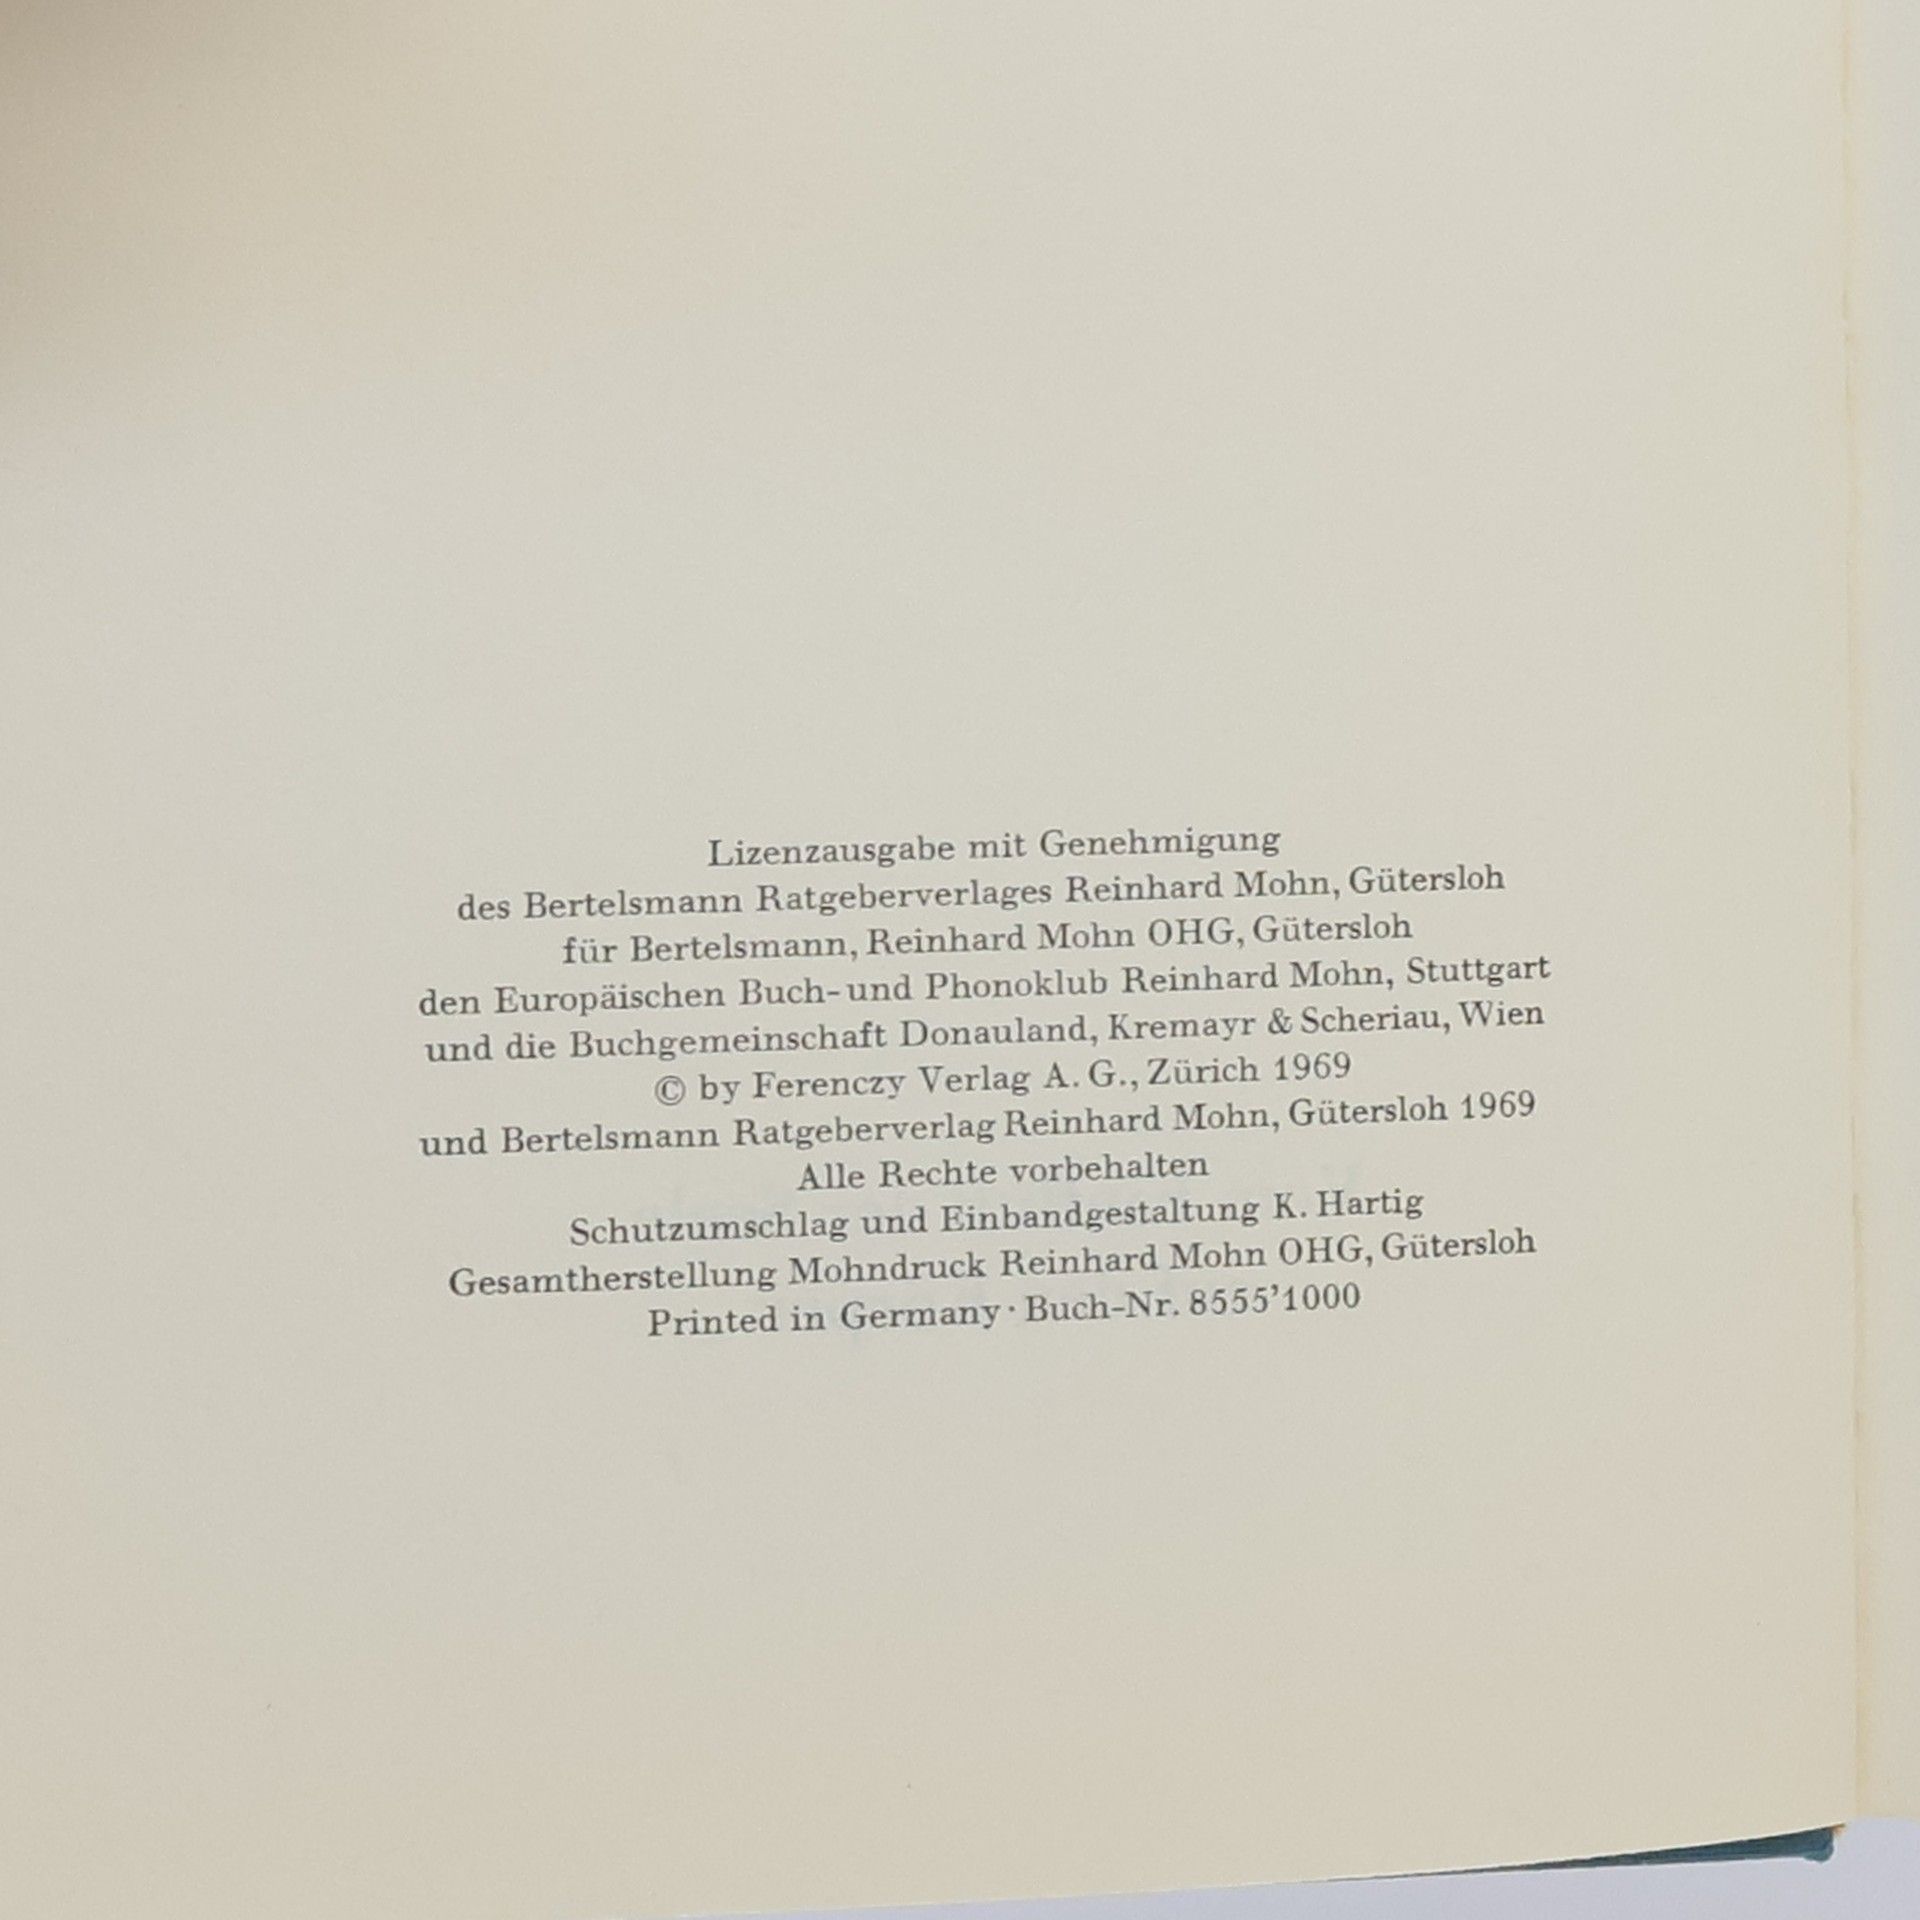 Lizenzausgabe mit Genehmigung
des Bertelsmann Ratgeberverlages Reinhard Mohn, Gütersloh
für Bertelsmann, Reinhard Mohn OHG, Gütersloh
den Europäischen Buch- und Phonoklub Reinhard Mohn, Stuttgart
und die Buchgemeinschaft Donauland, Kremayr & Scheriau, Wien
© by Ferenczy Verlag A. G., Zürich 1969
und Bertelsmann Ratgeberverlag Reinhard Mohn, Gütersloh 1969
Alle Rechte vorbehalten
Schutzumschlag und Einbandgestaltung K. Hartig
Gesamtherstellung Mohndruck Reinhard Mohn OHG, Gütersloh
Printed in Germany · Buch-Nr. 8555'1000